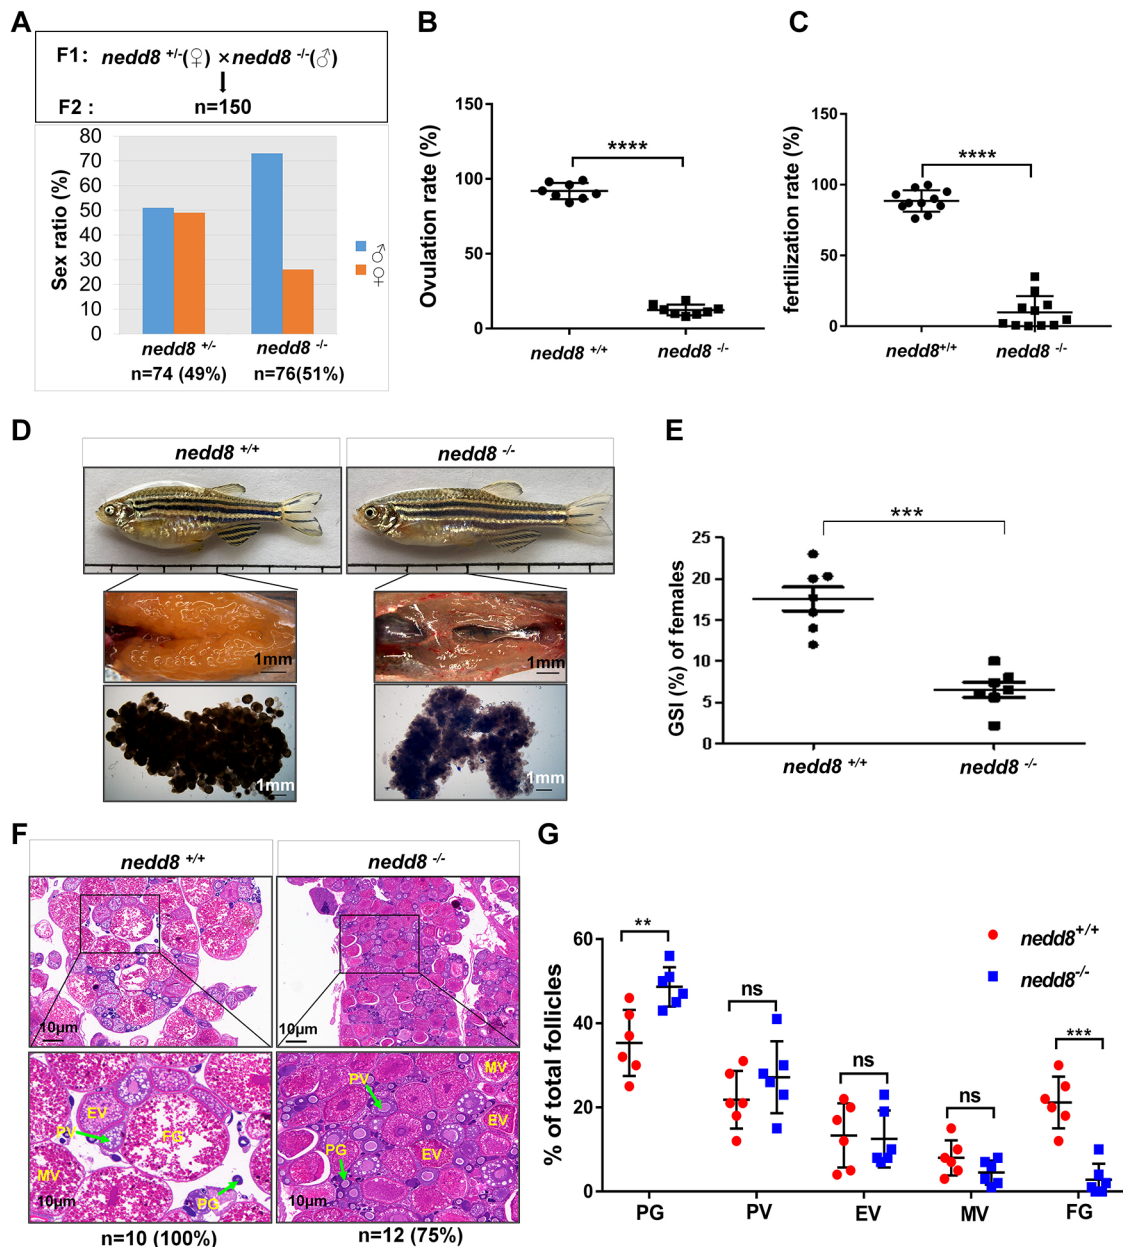 A
F1: nedd8 +/-(♀) ×nedd8 -/-(♂)
F2 : n=150
Sex ratio (%)
80
70
60
50
40
30
20
10
0
♂
♀
nedd8 +/-
nedd8 -/-
n=74 (49%)
n=76(51%)
B
Ovulation rate (%)
150
100
50
0
****
nedd8 +/+
nedd8 -/-
C
fertilization rate (%)
150
100
50
0
****
nedd8+/+
nedd8 -/-
D
nedd8 +/+
nedd8 -/-
1mm
1mm
1mm
1mm
E
GSI (%) of females
25
20
15
10
5
0
***
nedd8 +/+
nedd8 -/-
F
nedd8 +/+
nedd8 -/-
10μm
10μm
EV
PV
FG
MV
PG
10μm
MV
PV
EV
PG
EV
10μm
n=10 (100%)
n=12 (75%)
G
% of total follicles
60
40
20
0
**
ns
ns
ns
***
nedd8+/+
nedd8-/-
PG
PV
EV
MV
FG